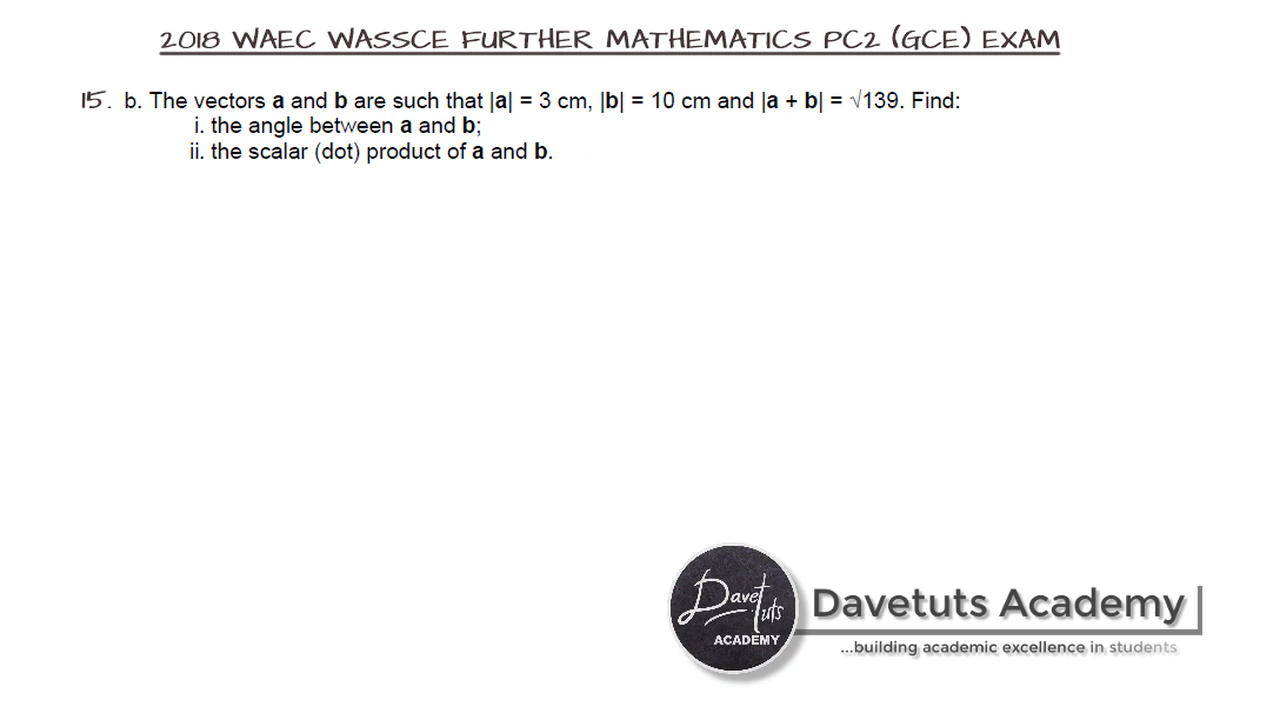 2018 WAEC WASSCE FURTHER MATHEMATICS PC2 (GCE) EXAM
15. b. The vectors a and b are such that |a| = 3 cm, |b| = 10 cm and |a + b| = √139. Find:
i. the angle between a and b;
ii. the scalar (dot) product of a and b.
Dave
Tuts
ACADEMY
Davetuts Academy
...building academic excellence in students